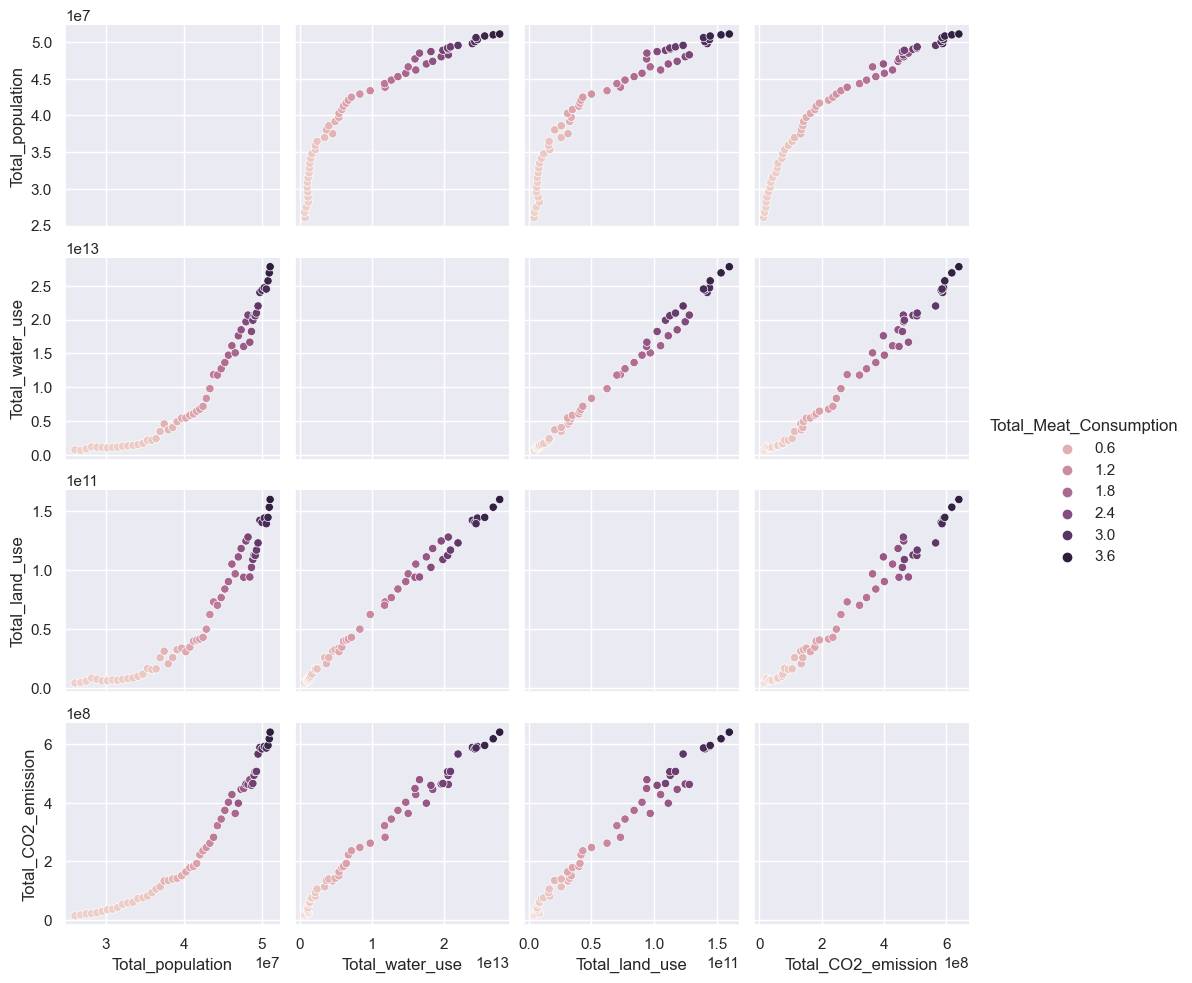 1e7
5.0
4.5
4.0
3.5
3.0
2.5
Total_population
1e13
2.5
2.0
1.5
1.0
0.5
0.0
Total_water_use
Total_Meat_Consumption
0.6
1.2
1.8
2.4
3.0
3.6
1e11
1.5
1.0
0.5
0.0
Total_land_use
1e8
6
4
2
0
Total_CO2_emission
3 4 5 0 1 2 3 0.0 0.5 1.0 1.5 0 2 4 6
Total_population 1e7 Total_water_use 1e13 Total_land_use 1e11 Total_CO2_emission 1e8